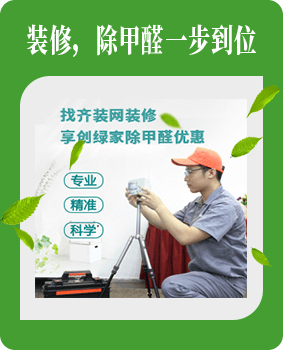 装修，除甲醛一步到位
找齐装网装修
享创绿家除甲醛优惠
专业
精准
科学